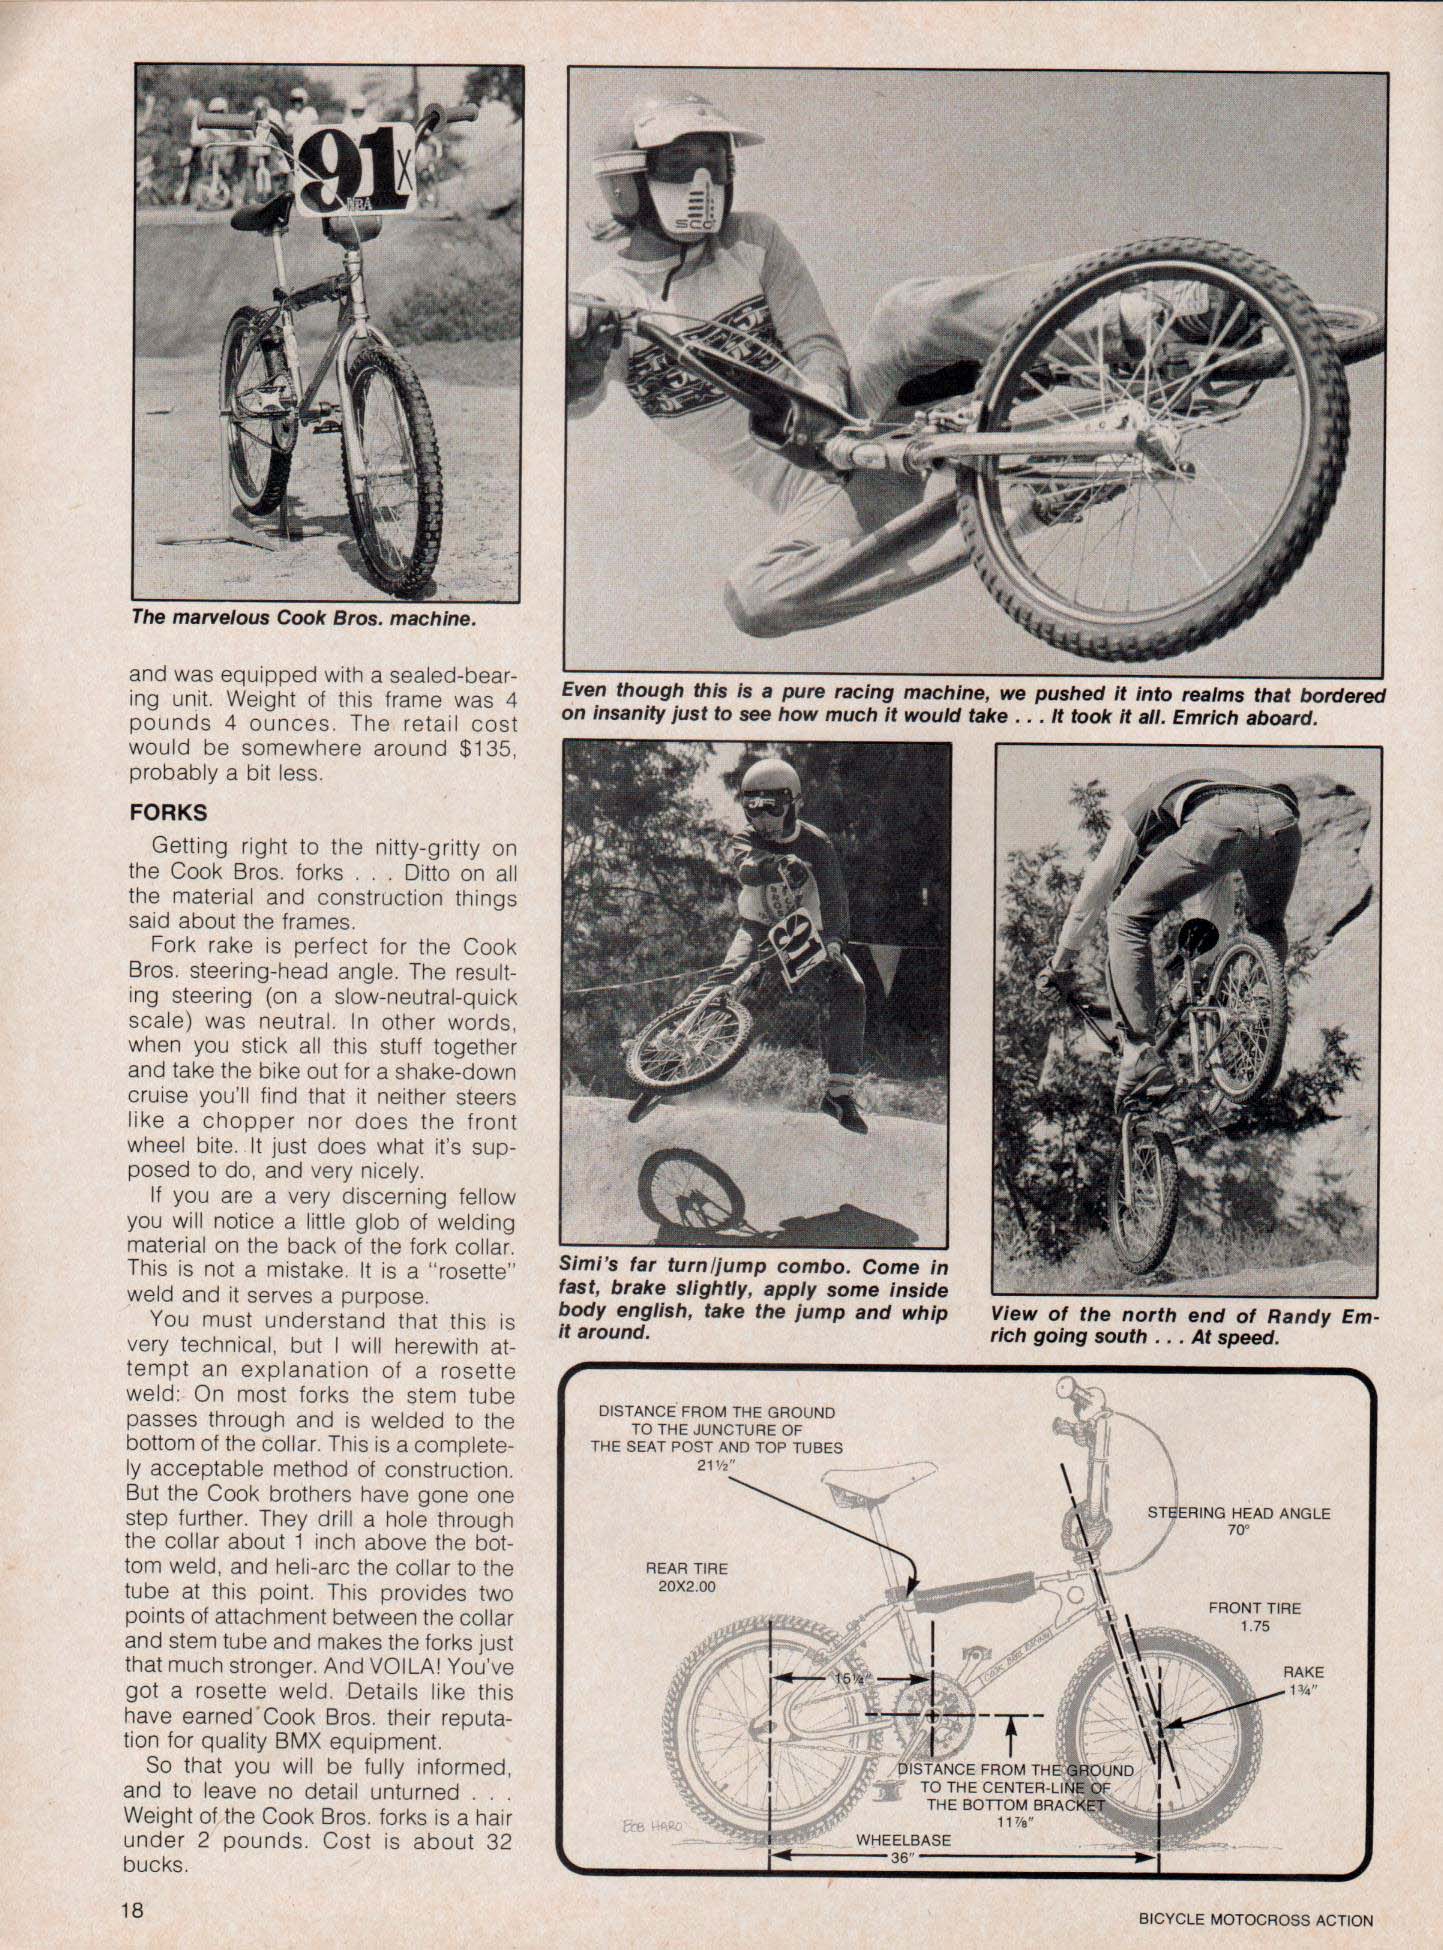 91
X
NBA
The marvelous Cook Bros. machine.
and was equipped with a sealed-bear-
ing unit. Weight of this frame was 4
pounds 4 ounces. The retail cost
would be somewhere around $135,
probably a bit less.
FORKS
Getting right to the nitty-gritty on
the Cook Bros. forks . . . Ditto on all
the material and construction things
said about the frames.
Fork rake is perfect for the Cook
Bros. steering-head angle. The result-
ing steering (on a slow-neutral-quick
scale) was neutral. In other words,
when you stick all this stuff together
and take the bike out for a shake-down
cruise you'll find that it neither steers
like a chopper nor does the front
wheel bite. It just does what it's sup-
posed to do, and very nicely.
If you are a very discerning fellow
you will notice a little glob of welding
material on the back of the fork collar.
This is not a mistake. It is a "rosette"
weld and it serves a purpose.
You must understand that this is
very technical, but I will herewith at-
tempt an explanation of a rosette
weld: On most forks the stem tube
passes through and is welded to the
bottom of the collar. This is a complete-
ly acceptable method of construction.
But the Cook brothers have gone one
step further. They drill a hole through
the collar about 1 inch above the bot-
tom weld, and heli-arc the collar to the
tube at this point. This provides two
points of attachment between the collar
and stem tube and makes the forks just
that much stronger. And VOILA! You've
got a rosette weld. Details like this
have earned Cook Bros. their reputa-
tion for quality BMX equipment.
So that you will be fully informed,
and to leave no detail unturned . . .
Weight of the Cook Bros. forks is a hair
under 2 pounds. Cost is about 32
bucks.
Even though this is a pure racing machine, we pushed it into realms that bordered
on insanity just to see how much it would take . . . It took it all. Emrich aboard.
JF
91
Simi's far turn/jump combo. Come in
fast, brake slightly, apply some inside
body english, take the jump and whip
it around.
View of the north end of Randy Em-
rich going south . . . At speed.
DISTANCE FROM THE GROUND
TO THE JUNCTURE OF
THE SEAT POST AND TOP TUBES
21½"
STEERING HEAD ANGLE
70°
REAR TIRE
20X2.00
FRONT TIRE
1.75
RAKE
1¾"
15¼"
DISTANCE FROM THE GROUND
TO THE CENTER-LINE OF
THE BOTTOM BRACKET
11⅞"
BOB HARO
WHEELBASE
36"
18
BICYCLE MOTOCROSS ACTION